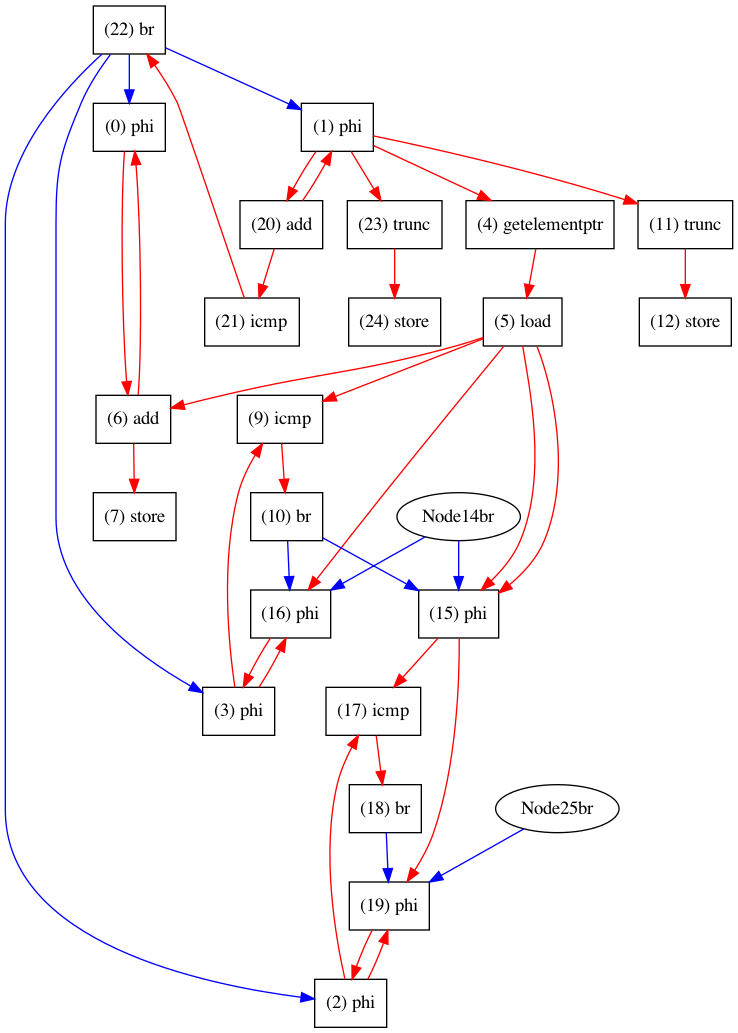 (22) br
(0) phi
(1) phi
(20) add
(23) trunc
(4) getelementptr
(11) trunc
(21) icmp
(24) store
(5) load
(12) store
(6) add
(9) icmp
(7) store
(10) br
Node14br
(16) phi
(15) phi
(3) phi
(17) icmp
(18) br
Node25br
(19) phi
(2) phi